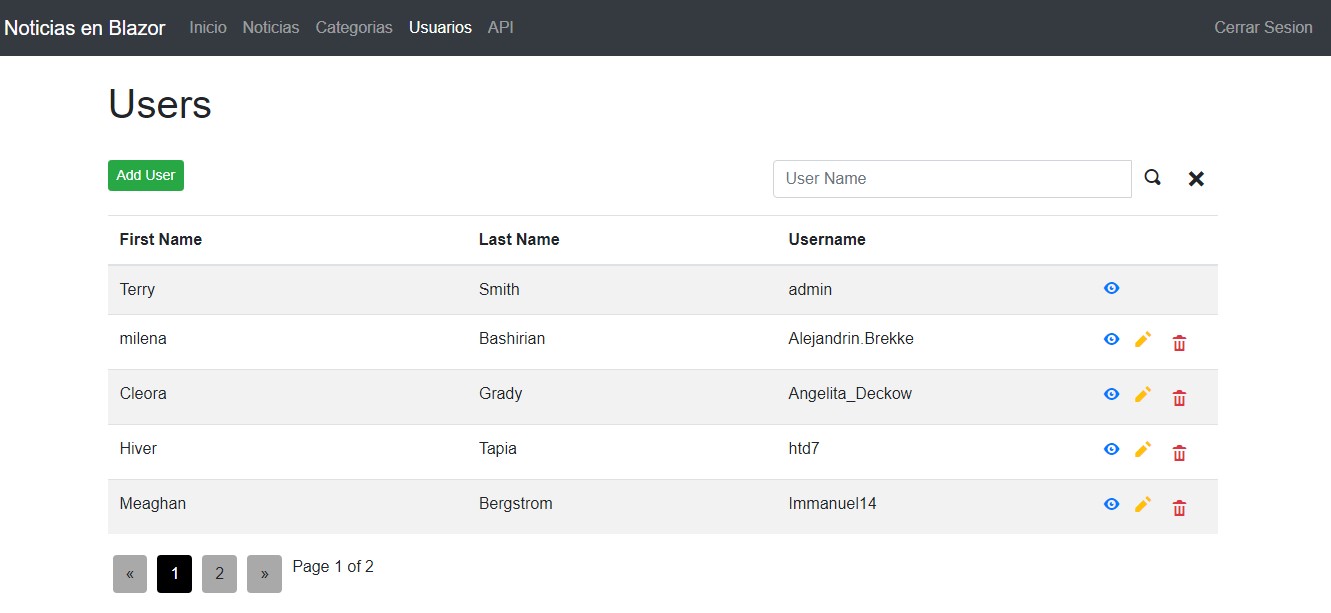 Noticias en Blazor Inicio Noticias Categorias Usuarios API Cerrar Sesion
Users
Add User User Name
First Name Last Name Username
Terry Smith admin
milena Bashirian Alejandrin.Brekke
Cleora Grady Angelita_Deckow
Hiver Tapia htd7
Meaghan Bergstrom Immanuel14
« 1 2 » Page 1 of 2